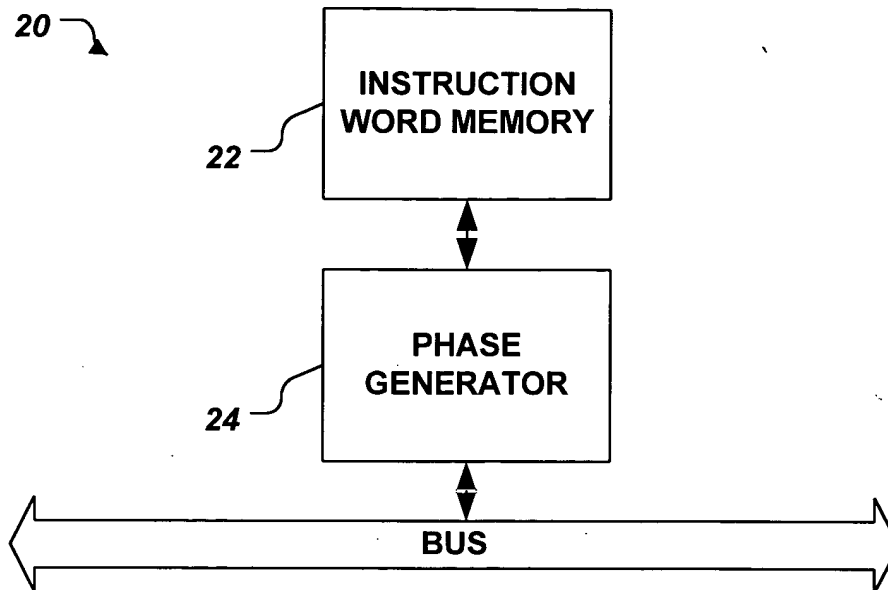 20
INSTRUCTION
WORD MEMORY
22
PHASE
GENERATOR
24
BUS